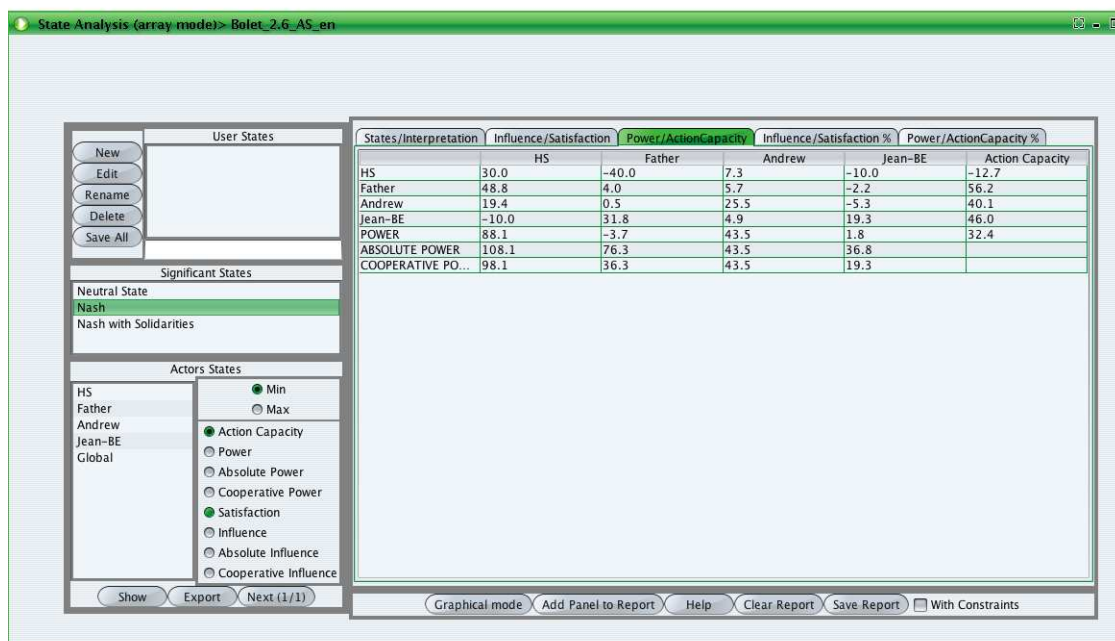 State Analysis (array mode)> Bolet_2.6_AS_en
User States
New
Edit
Rename
Delete
Save All
Significant States
Neutral State
Nash
Nash with Solidarities
Actors States
HS
Father
Andrew
Jean-BE
Global
Min
Max
Action Capacity
Power
Absolute Power
Cooperative Power
Satisfaction
Influence
Absolute Influence
Cooperative Influence
Show Export Next (1/1)
States/Interpretation Influence/Satisfaction Power/ActionCapacity Influence/Satisfaction % Power/ActionCapacity %
HS Father Andrew Jean-BE Action Capacity
HS 30.0 -40.0 7.3 -10.0 -12.7
Father 48.8 4.0 5.7 -2.2 56.2
Andrew 19.4 0.5 25.5 -5.3 40.1
Jean-BE -10.0 31.8 4.9 19.3 46.0
POWER 88.1 -3.7 43.5 1.8 32.4
ABSOLUTE POWER 108.1 76.3 43.5 36.8
COOPERATIVE PO... 98.1 36.3 43.5 19.3
Graphical mode Add Panel to Report Help Clear Report Save Report With Constraints